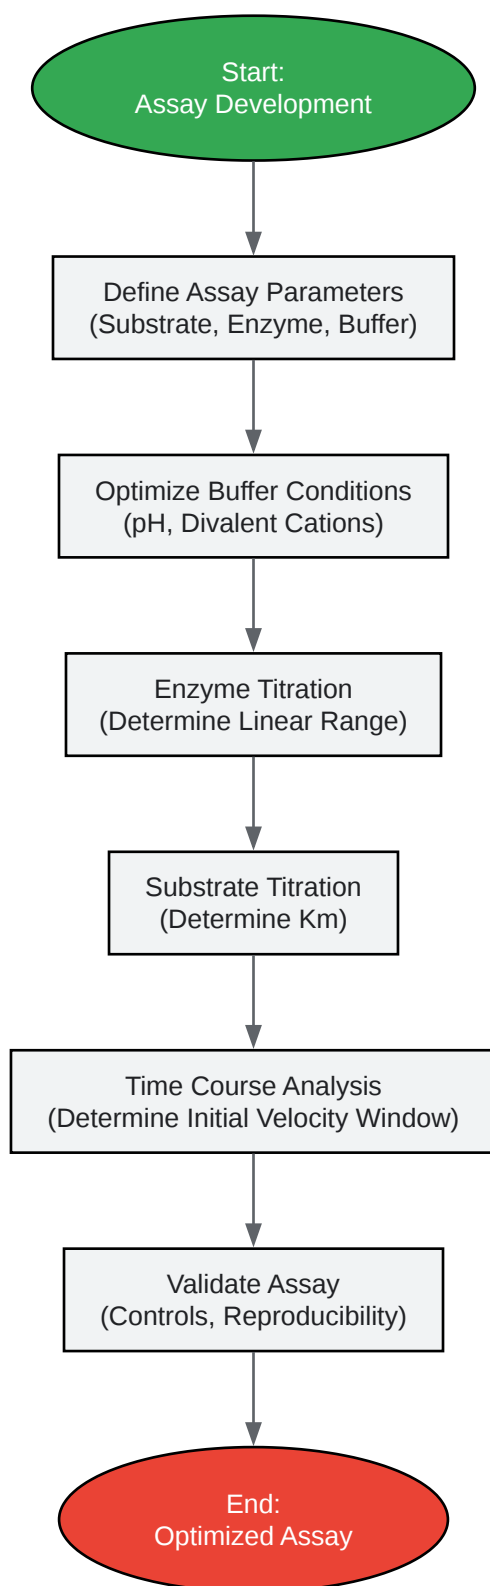 Start:
Assay Development
Define Assay Parameters
(Substrate, Enzyme, Buffer)
Optimize Buffer Conditions
(pH, Divalent Cations)
Enzyme Titration
(Determine Linear Range)
Substrate Titration
(Determine Km)
Time Course Analysis
(Determine Initial Velocity Window)
Validate Assay
(Controls, Reproducibility)
End:
Optimized Assay